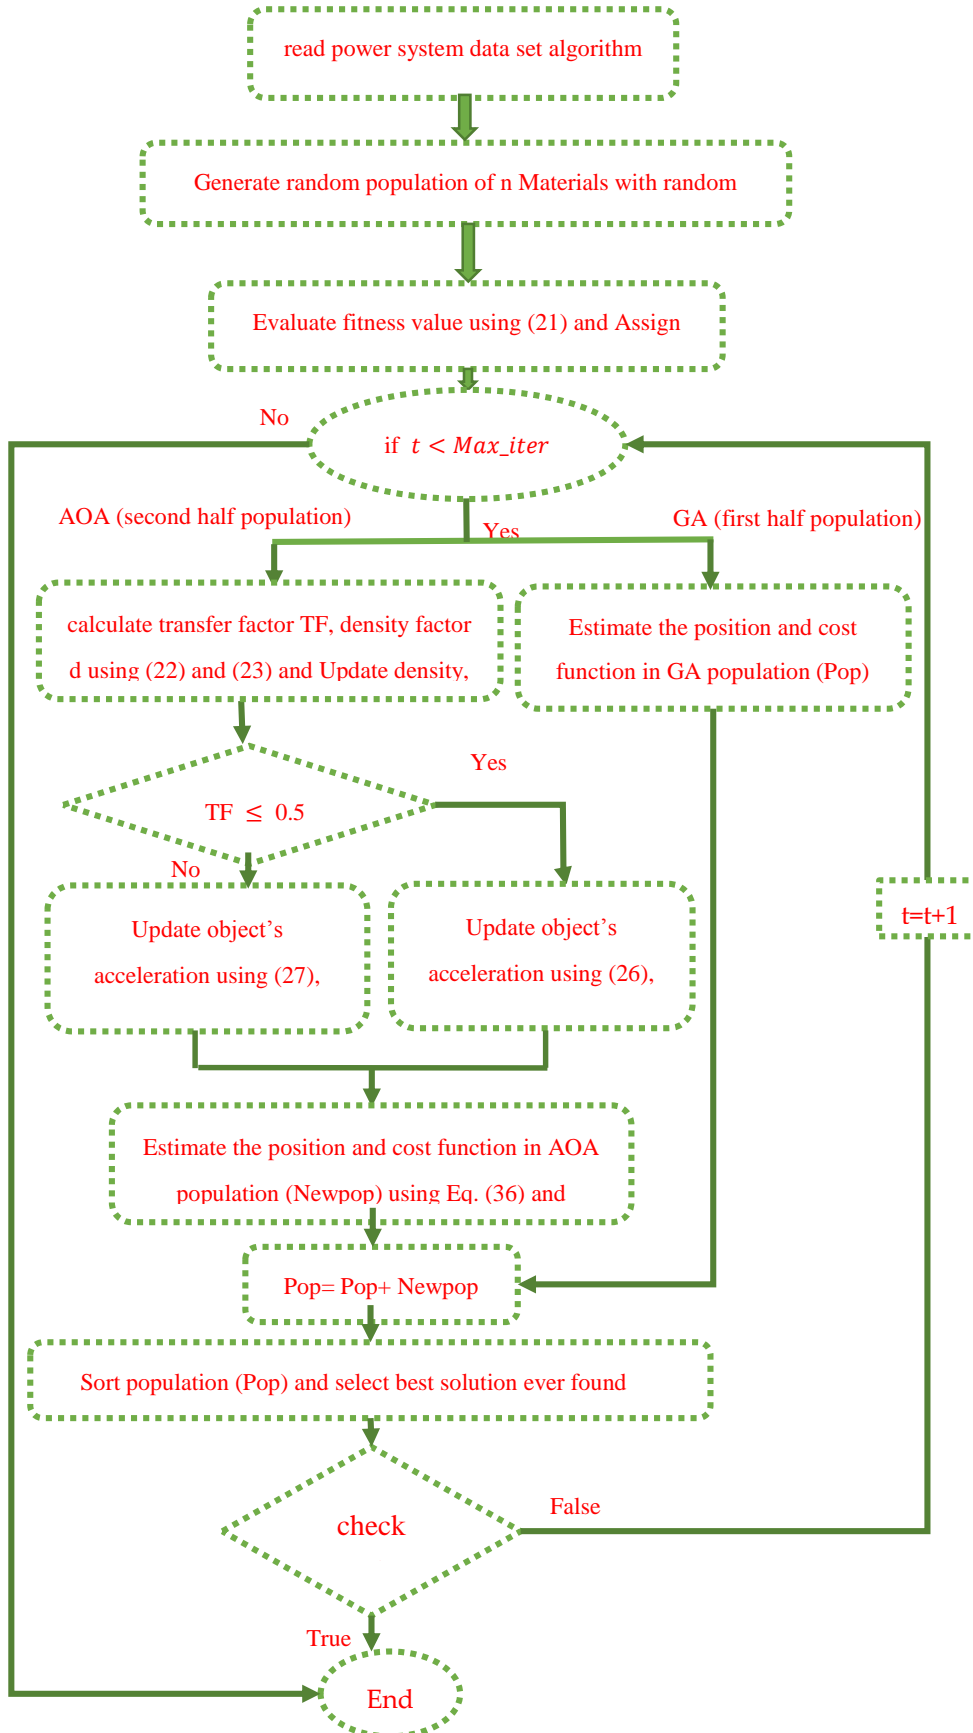 read power system data set algorithm
Generate random population of n Materials with random
Evaluate fitness value using (21) and Assign
No
if t < Max_iter
AOA (second half population)
Yes
GA (first half population)
calculate transfer factor TF, density factor
d using (22) and (23) and Update density,
Estimate the position and cost
function in GA population (Pop)
Yes
TF ≤ 0.5
No
Update object's
acceleration using (27),
Update object's
acceleration using (26),
t=t+1
Estimate the position and cost function in AOA
population (Newpop) using Eq. (36) and
Pop= Pop+ Newpop
Sort population (Pop) and select best solution ever found
check
False
True
End